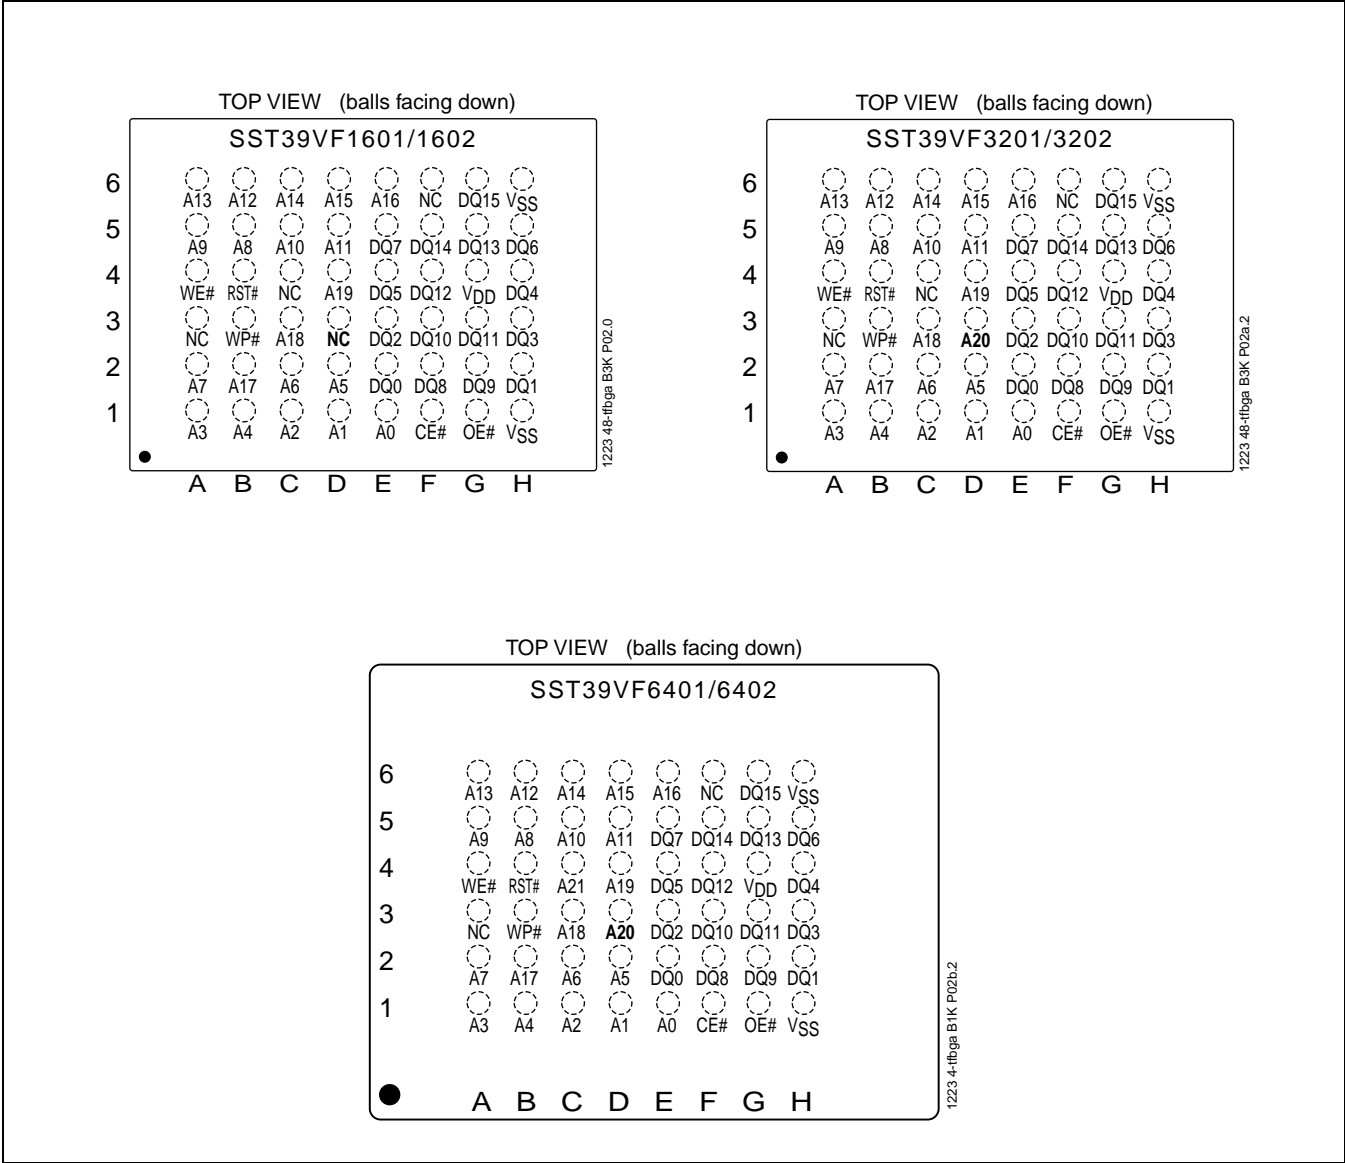 TOP VIEW (balls facing down)
SST39VF1601/1602
6
A13 A12 A14 A15 A16 NC DQ15 VSS
5
A9 A8 A10 A11 DQ7 DQ14 DQ13 DQ6
4
WE# RST# NC A19 DQ5 DQ12 VDD DQ4
3
NC WP# A18 NC DQ2 DQ10 DQ11 DQ3
2
A7 A17 A6 A5 DQ0 DQ8 DQ9 DQ1
1
A3 A4 A2 A1 A0 CE# OE# VSS
A B C D E F G H
1223 48-tfbga B3K P02.0
TOP VIEW (balls facing down)
SST39VF3201/3202
6
A13 A12 A14 A15 A16 NC DQ15 VSS
5
A9 A8 A10 A11 DQ7 DQ14 DQ13 DQ6
4
WE# RST# NC A19 DQ5 DQ12 VDD DQ4
3
NC WP# A18 A20 DQ2 DQ10 DQ11 DQ3
2
A7 A17 A6 A5 DQ0 DQ8 DQ9 DQ1
1
A3 A4 A2 A1 A0 CE# OE# VSS
A B C D E F G H
1223 48-tfbga B3K P02a.2
TOP VIEW (balls facing down)
SST39VF6401/6402
6
A13 A12 A14 A15 A16 NC DQ15 VSS
5
A9 A8 A10 A11 DQ7 DQ14 DQ13 DQ6
4
WE# RST# A21 A19 DQ5 DQ12 VDD DQ4
3
NC WP# A18 A20 DQ2 DQ10 DQ11 DQ3
2
A7 A17 A6 A5 DQ0 DQ8 DQ9 DQ1
1
A3 A4 A2 A1 A0 CE# OE# VSS
A B C D E F G H
1223 4-tfbga B1K P02b.2